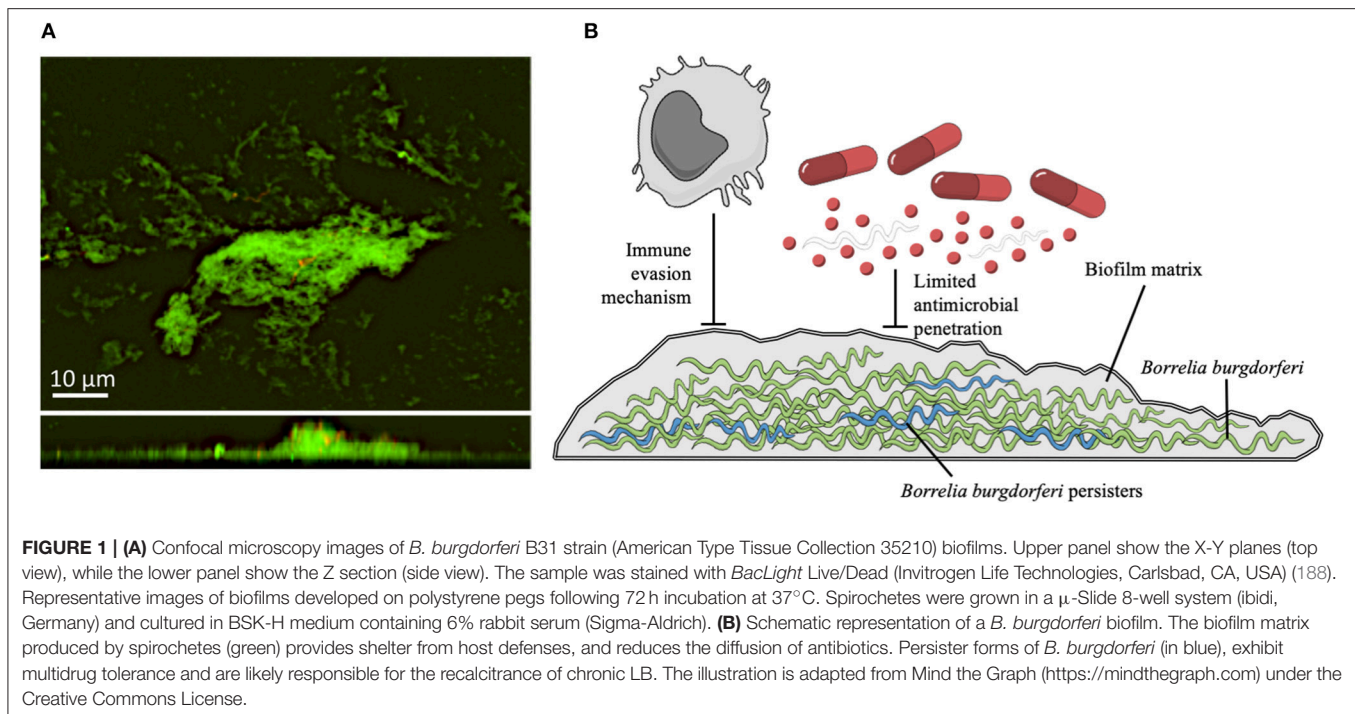 A
B
10 µm
Immune
evasion
mechanism
Limited
antimicrobial
penetration
Biofilm matrix
Borrelia burgdorferi
Borrelia burgdorferi persisters
FIGURE 1 | (A) Confocal microscopy images of B. burgdorferi B31 strain (American Type Tissue Collection 35210) biofilms. Upper panel show the X-Y planes (top
view), while the lower panel show the Z section (side view). The sample was stained with BacLight Live/Dead (Invitrogen Life Technologies, Carlsbad, CA, USA) (188).
Representative images of biofilms developed on polystyrene pegs following 72 h incubation at 37°C. Spirochetes were grown in a μ-Slide 8-well system (ibidi,
Germany) and cultured in BSK-H medium containing 6% rabbit serum (Sigma-Aldrich). (B) Schematic representation of a B. burgdorferi biofilm. The biofilm matrix
produced by spirochetes (green) provides shelter from host defenses, and reduces the diffusion of antibiotics. Persister forms of B. burgdorferi (in blue), exhibit
multidrug tolerance and are likely responsible for the recalcitrance of chronic LB. The illustration is adapted from Mind the Graph (https://mindthegraph.com) under the
Creative Commons License.